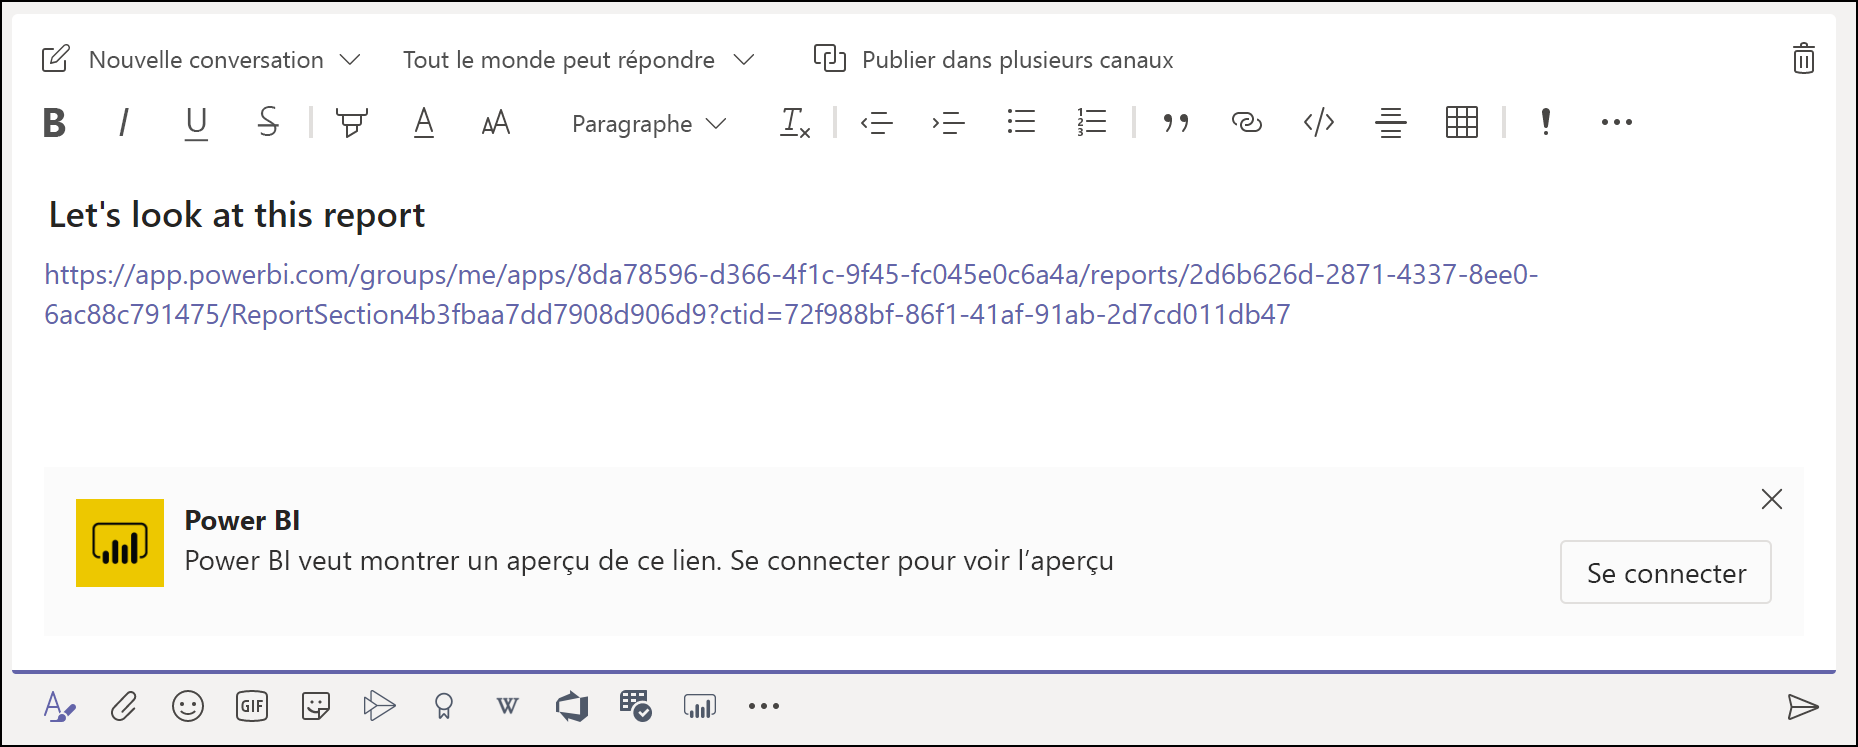 Nouvelle conversation Tout le monde peut répondre Publier dans plusieurs canaux
B I U S A AA Paragraphe Tx
Let's look at this report
https://app.powerbi.com/groups/me/apps/8da78596-d366-4f1c-9f45-fc045e0c6a4a/reports/2d6b626d-2871-4337-8ee0-
6ac88c791475/ReportSection4b3fbaa7dd7908d906d9?ctid=72f988bf-86f1-41af-91ab-2d7cd011db47
Power BI
Power BI veut montrer un aperçu de ce lien. Se connecter pour voir l’aperçu
Se connecter
GIF W